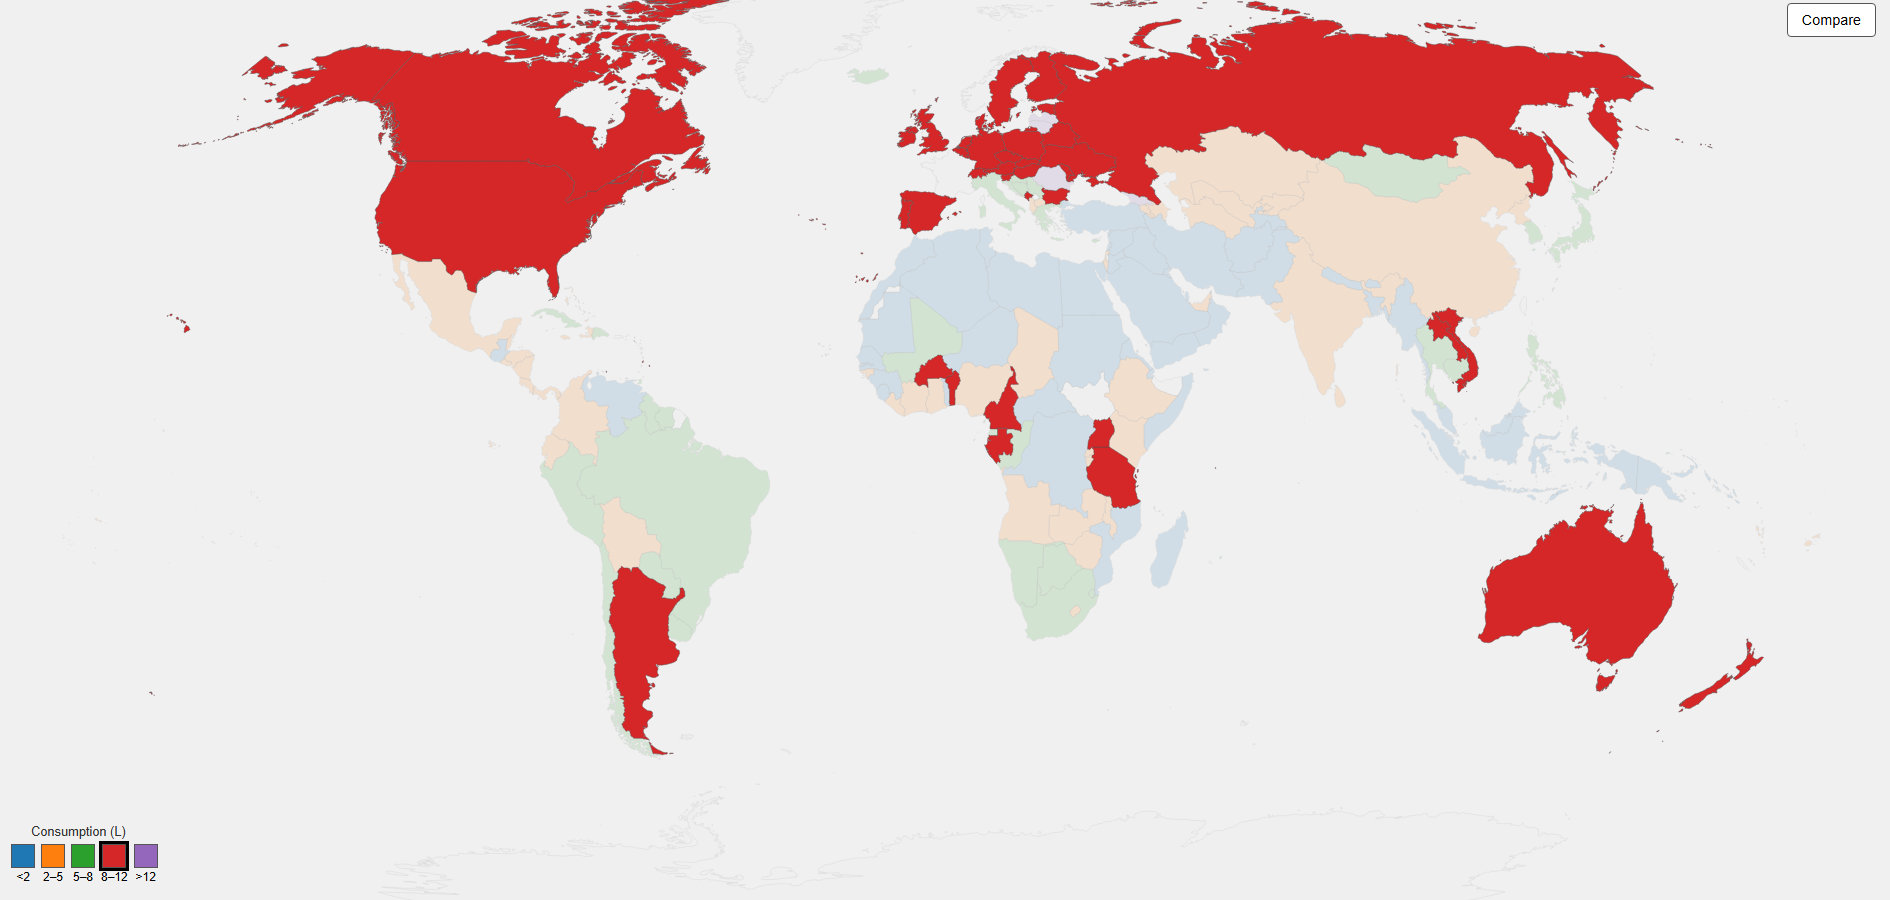 Compare
Consumption (L)
<2 2–5 5–8 8–12 >12